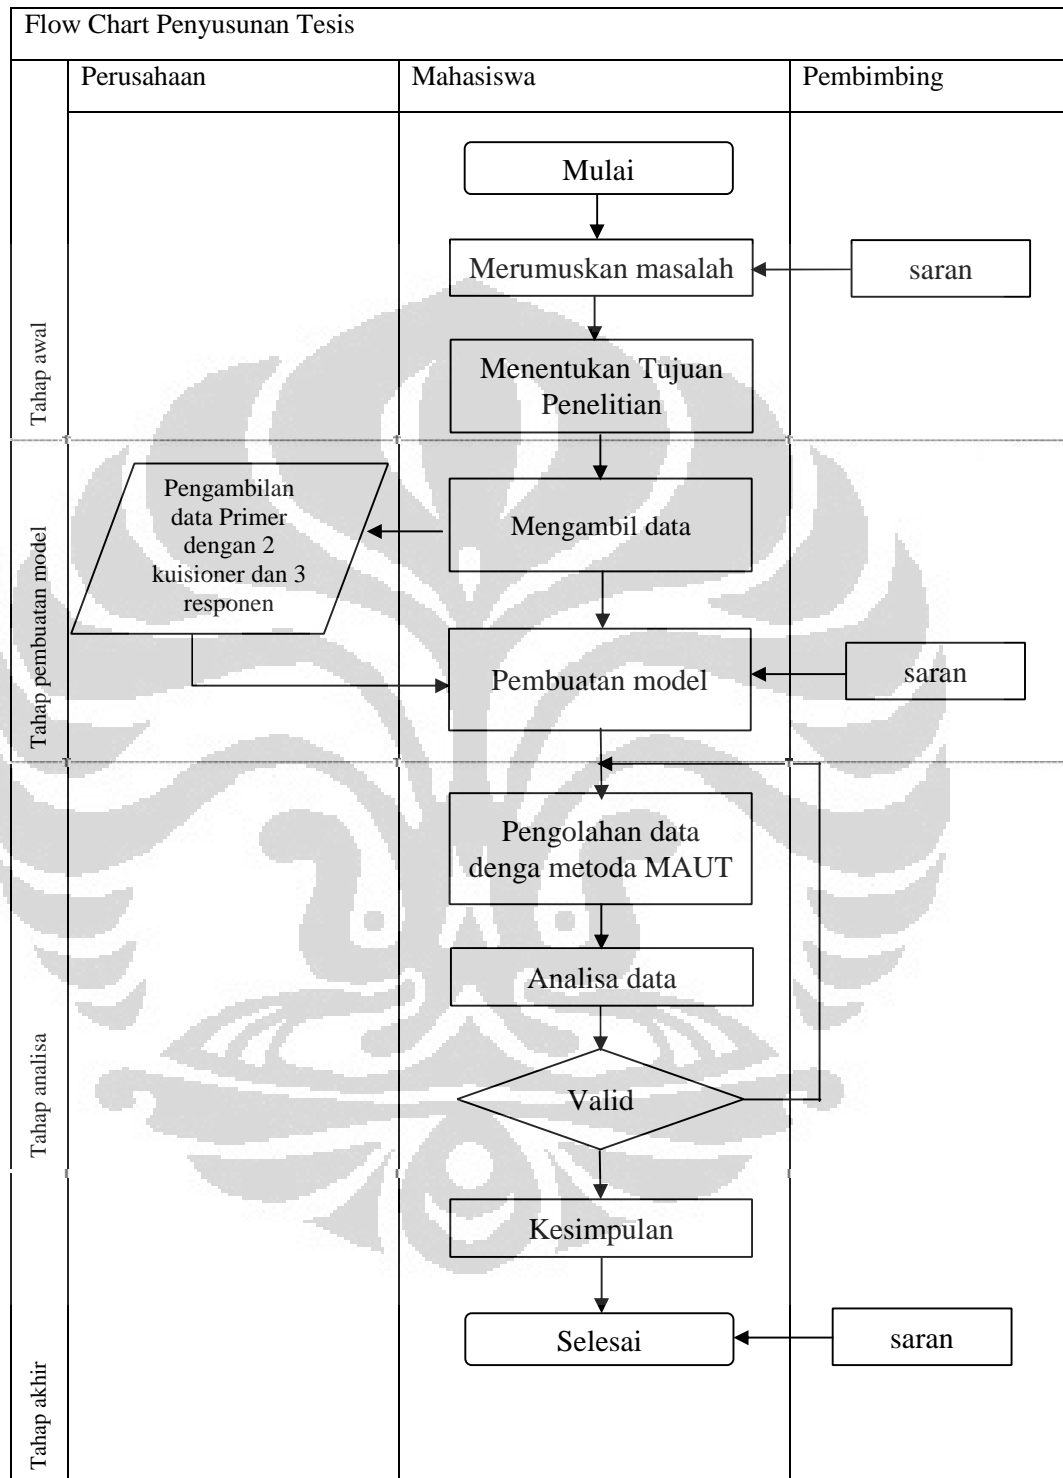 Flow Chart Penyusunan Tesis
Perusahaan
Mahasiswa
Pembimbing
Tahap awal
Mulai
Merumuskan masalah
saran
Menentukan Tujuan
Penelitian
Tahap pembuatan model
Pengambilan
data Primer
dengan 2
kuisioner dan 3
responen
Mengambil data
Pembuatan model
saran
Tahap analisa
Pengolahan data
denga metoda MAUT
Analisa data
Valid
Tahap akhir
Kesimpulan
Selesai
saran